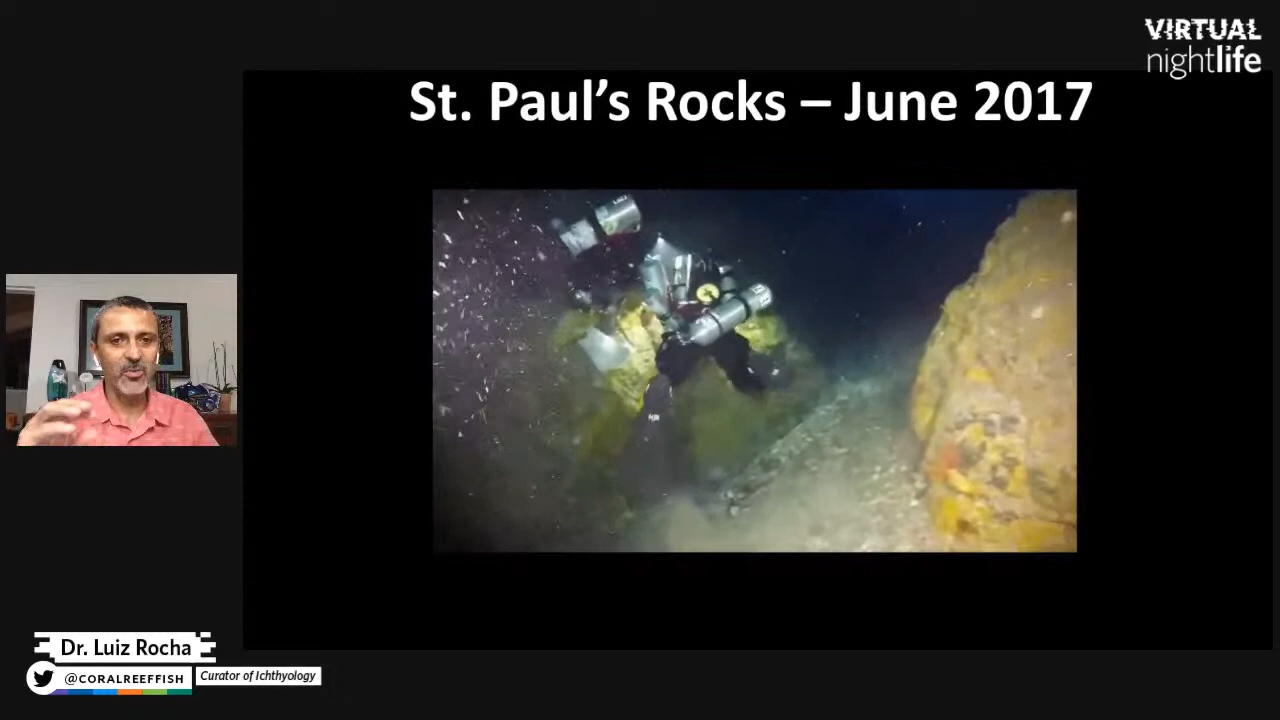 VIRTUAL
nightlife
St. Paul’s Rocks – June 2017
Dr. Luiz Rocha
@CORALREEFFISH
Curator of Ichthyology